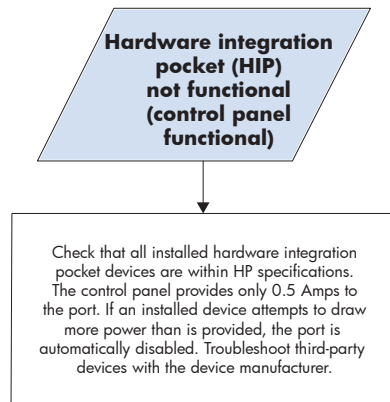 Hardware integration
pocket (HIP)
not functional
(control panel
functional)
Check that all installed hardware integration
pocket devices are within HP specifications.
The control panel provides only 0.5 Amps to
the port. If an installed device attempts to draw
more power than is provided, the port is
automatically disabled. Troubleshoot third-party
devices with the device manufacturer.